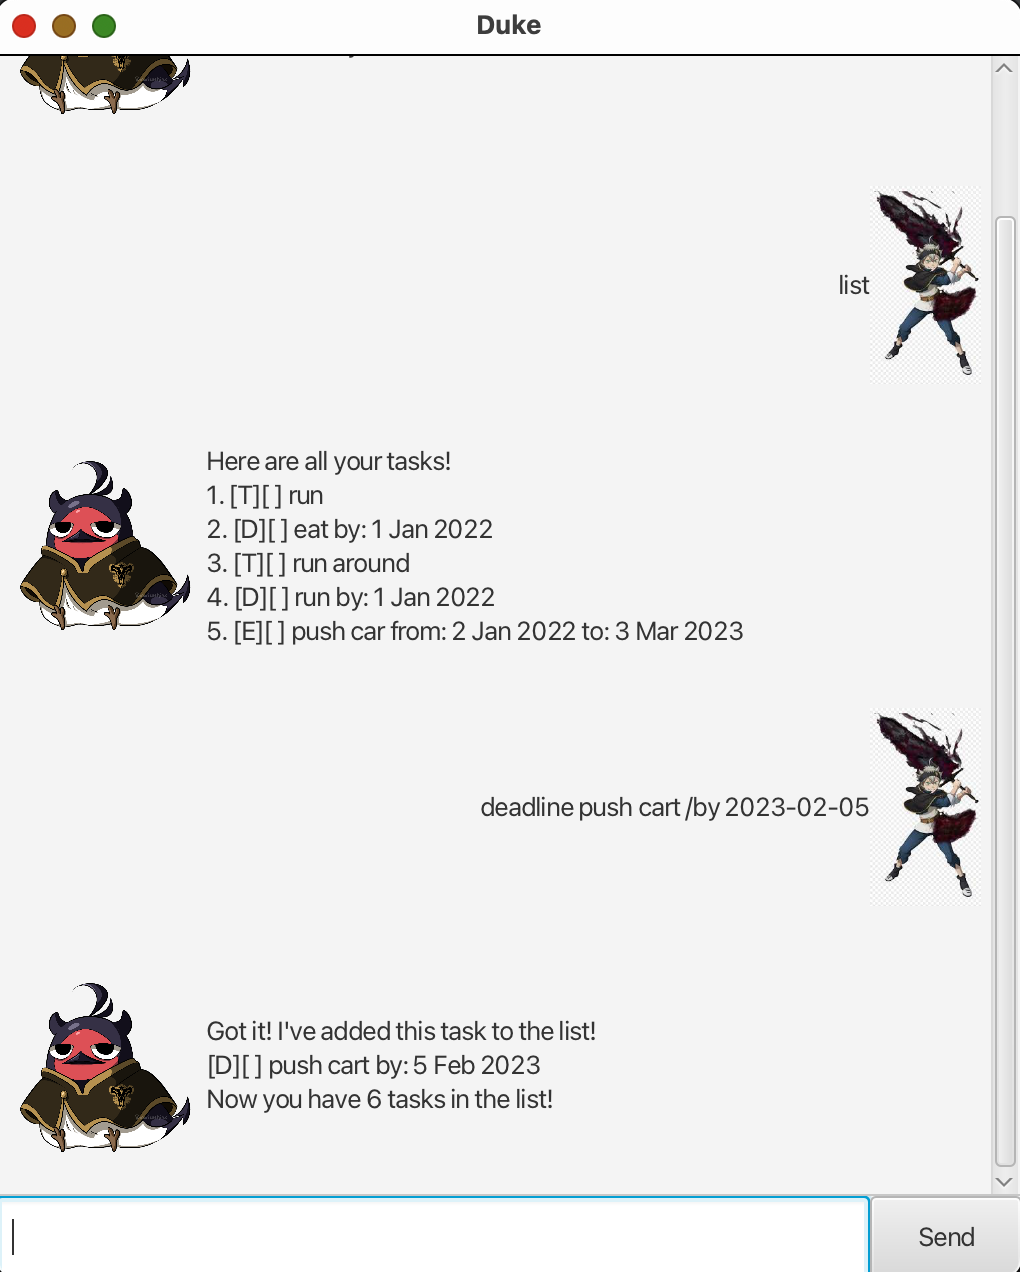 Duke
list
Here are all your tasks!
1. [T][ ] run
2. [D][ ] eat by: 1 Jan 2022
3. [T][ ] run around
4. [D][ ] run by: 1 Jan 2022
5. [E][ ] push car from: 2 Jan 2022 to: 3 Mar 2023
deadline push cart /by 2023-02-05
Got it! I've added this task to the list!
[D][ ] push cart by: 5 Feb 2023
Now you have 6 tasks in the list!
Send